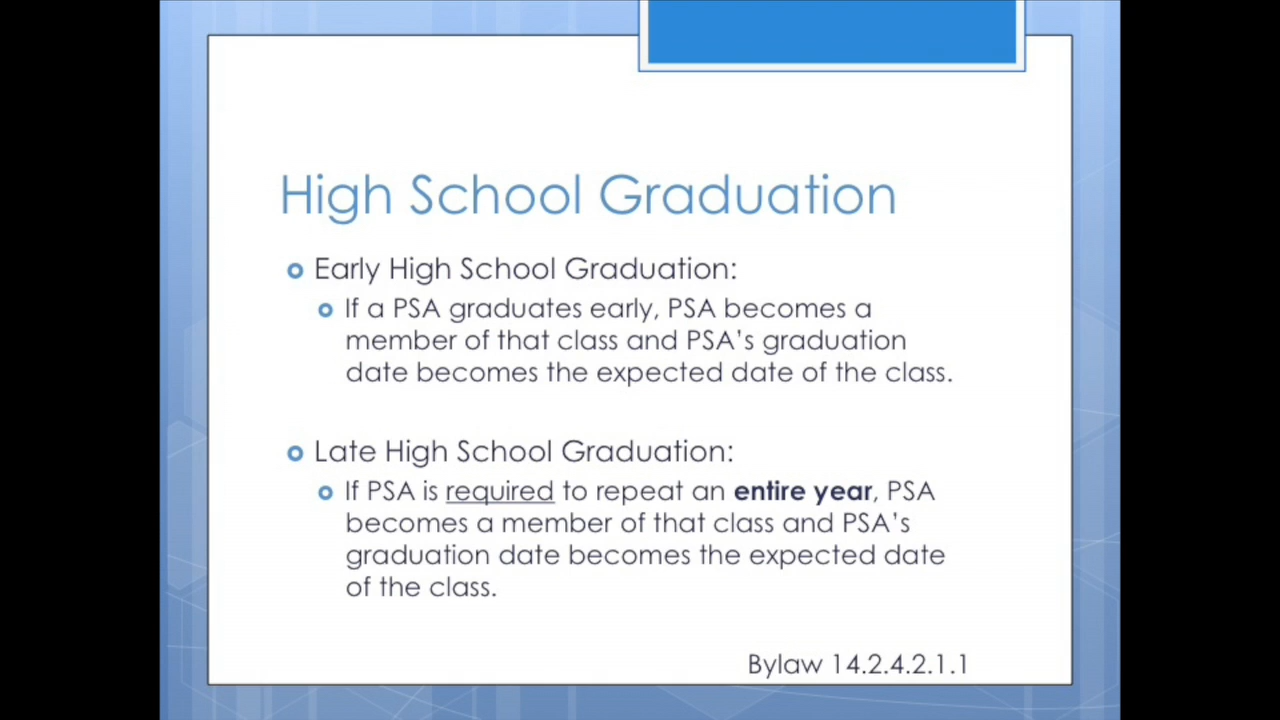 High School Graduation
Early High School Graduation:
If a PSA graduates early, PSA becomes a
member of that class and PSA's graduation
date becomes the expected date of the class.
Late High School Graduation:
If PSA is required to repeat an entire year, PSA
becomes a member of that class and PSA's
graduation date becomes the expected date
of the class.
Bylaw 14.2.4.2.1.1